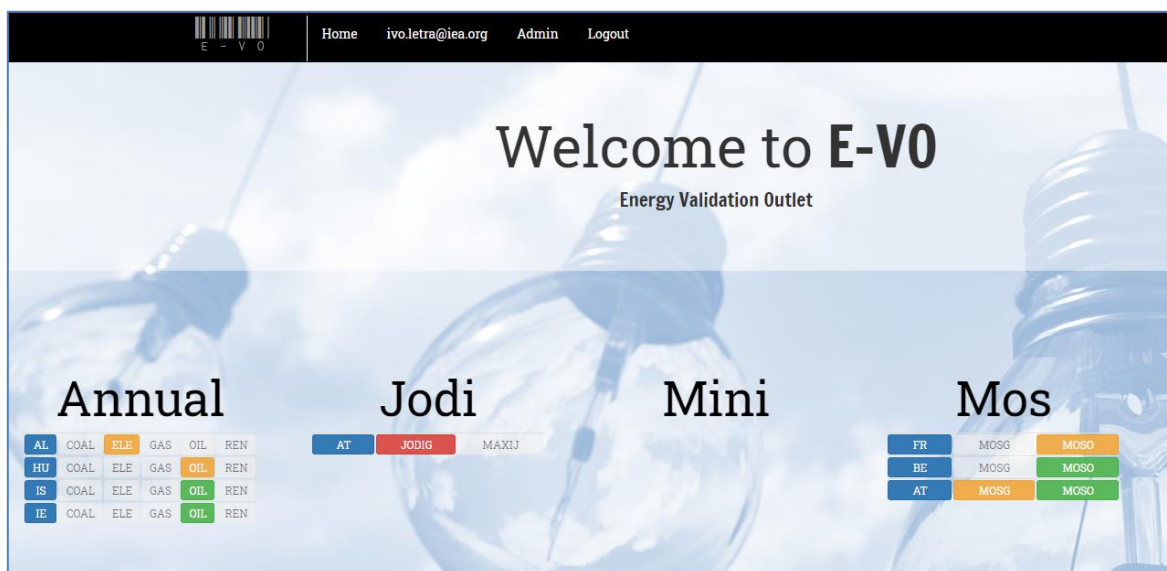 E - V O
Home ivo.letra@iea.org Admin Logout
Welcome to E-VO
Energy Validation Outlet
Annual
AL COAL ELE GAS OIL REN
HU COAL ELE GAS OIL REN
IS COAL ELE GAS OIL REN
IE COAL ELE GAS OIL REN
Jodi
AT JODIG MAXIJ
Mini
Mos
FR MOSG MOSO
BE MOSG MOSO
AT MOSG MOSO